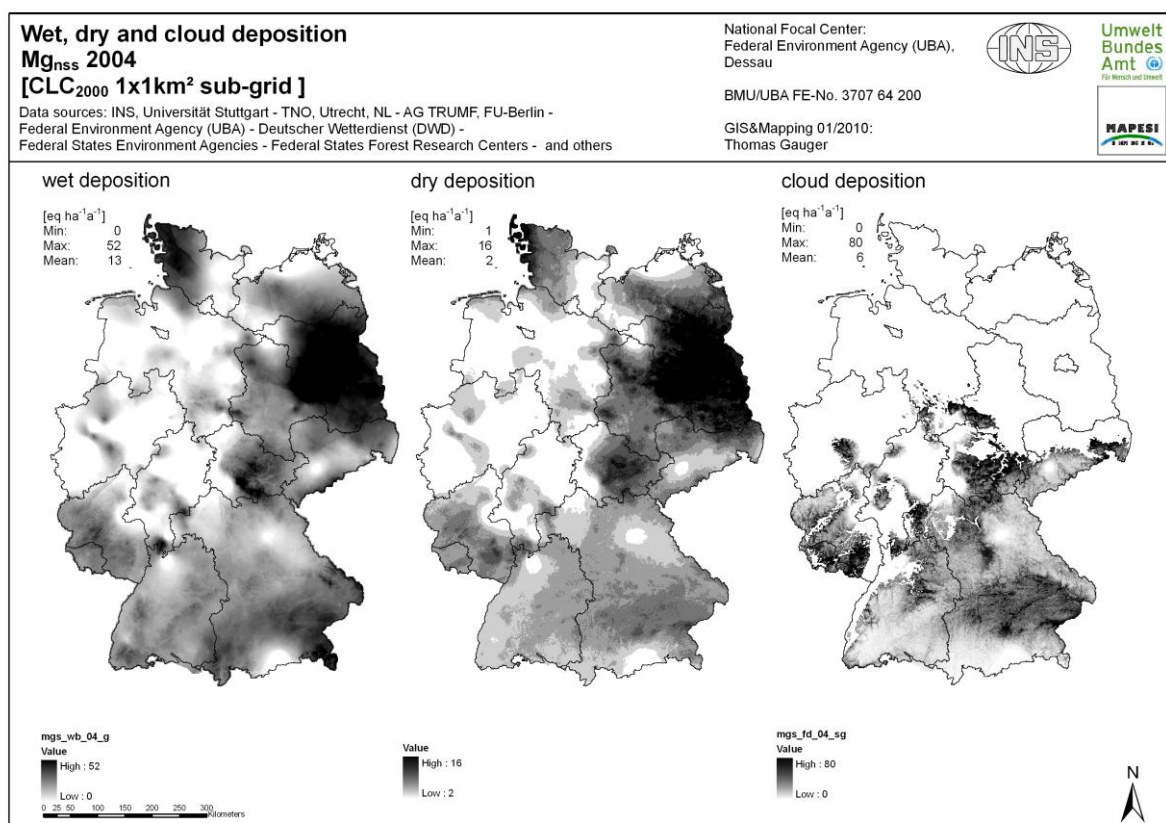 Wet, dry and cloud deposition
Mgnss 2004
[CLC2000 1x1km² sub-grid ]
Data sources: INS, Universität Stuttgart - TNO, Utrecht, NL - AG TRUMF, FU-Berlin -
Federal Environment Agency (UBA) - Deutscher Wetterdienst (DWD) -
Federal States Environment Agencies - Federal States Forest Research Centers - and others
National Focal Center:
Federal Environment Agency (UBA),
Dessau
BMU/UBA FE-No. 3707 64 200
GIS&Mapping 01/2010:
Thomas Gauger
INS
Umwelt
Bundes
Amt
Für Mensch und Umwelt
MAPESI
wet deposition
[eq ha⁻¹a⁻¹]
Min: 0
Max: 52
Mean: 13
dry deposition
[eq ha⁻¹a⁻¹]
Min: 1
Max: 16
Mean: 2
cloud deposition
[eq ha⁻¹a⁻¹]
Min: 0
Max: 80
Mean: 6
mgs_wb_04_g
Value
High : 52
Low : 0
0 25 50 100 150 200 250 300
Kilometers
Value
High : 16
Low : 2
mgs_fd_04_sg
Value
High : 80
Low : 0
N